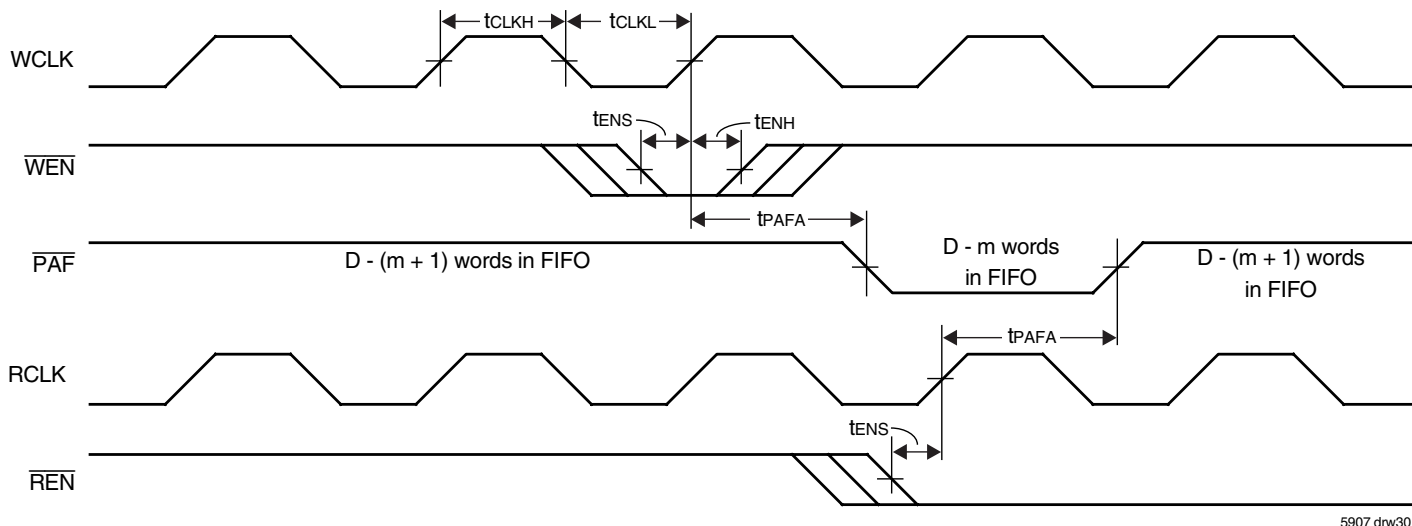 tCLKH
tCLKL
WCLK
tENS
tENH
WEN
tPAFA
PAF
D - (m + 1) words in FIFO
D - m words
in FIFO
D - (m + 1) words
in FIFO
tPAFA
RCLK
tENS
REN
5907 drw30